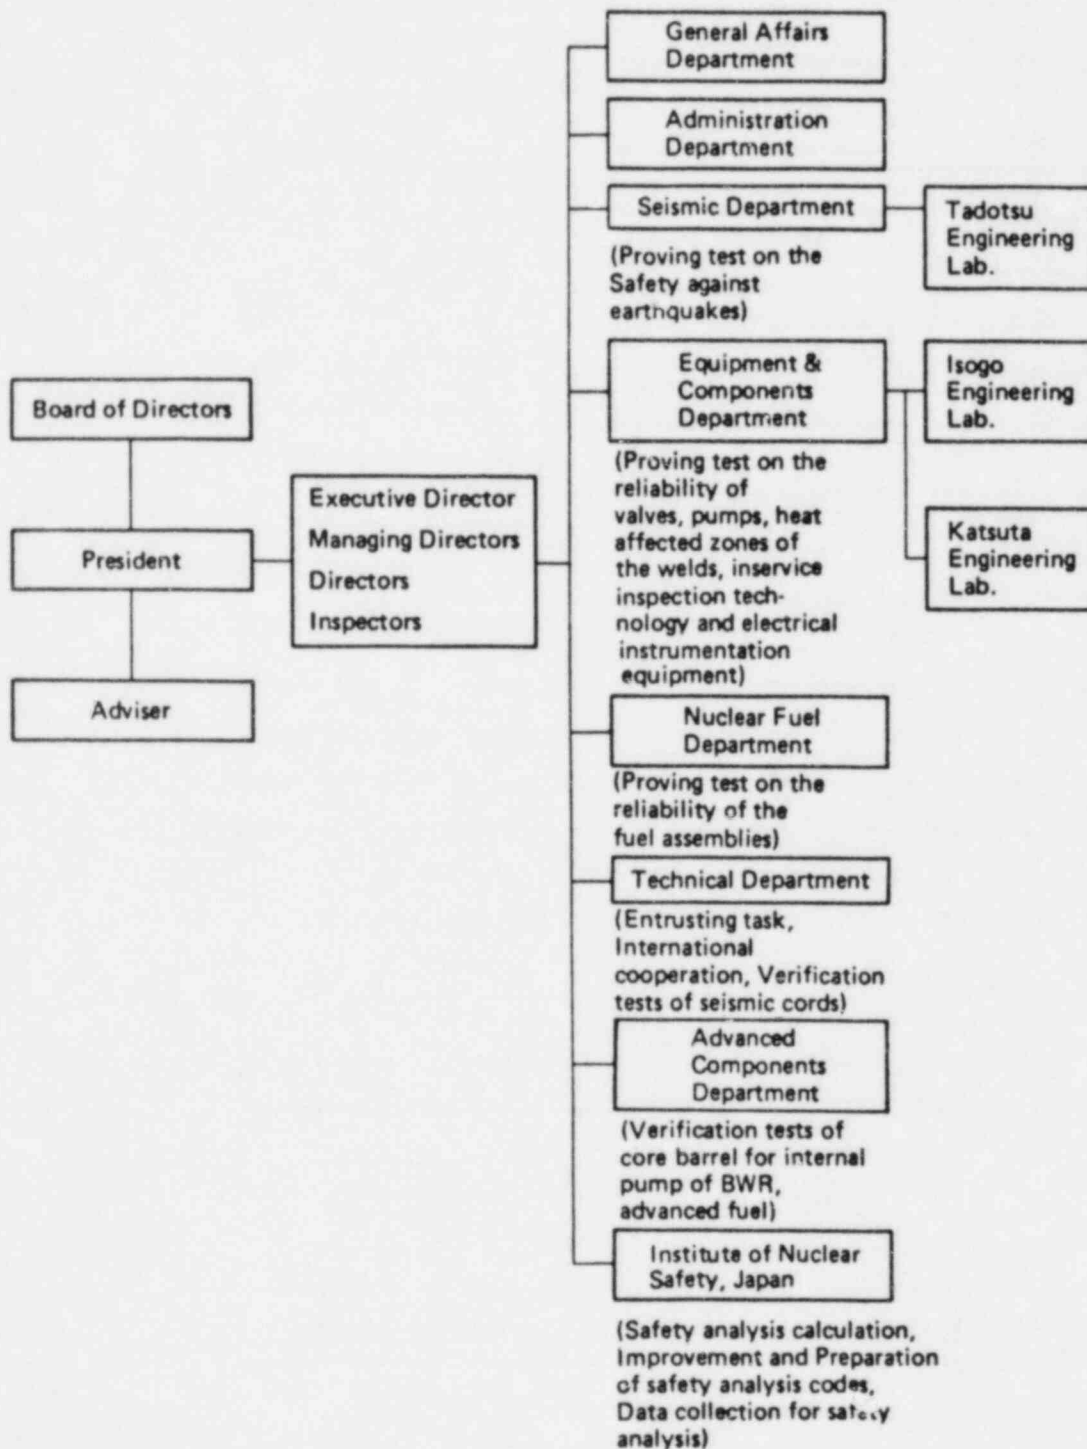 General Affairs
Department
Administration
Department
Seismic Department
Tadotsu
Engineering
Lab.
(Proving test on the
Safety against
earthquakes)
Equipment &
Components
Department
Isogo
Engineering
Lab.
Board of Directors
(Proving test on the
reliability of
valves, pumps, heat
affected zones of
the welds, inservice
inspection tech-
nology and electrical
instrumentation
equipment)
Executive Director
Managing Directors
Directors
Inspectors
President
Katsuta
Engineering
Lab.
Adviser
Nuclear Fuel
Department
(Proving test on the
reliability of the
fuel assemblies)
Technical Department
(Entrusting task,
International
cooperation, Verification
tests of seismic cords)
Advanced
Components
Department
(Verification tests of
core barrel for internal
pump of BWR,
advanced fuel)
Institute of Nuclear
Safety, Japan
(Safety analysis calculation,
Improvement and Preparation
of safety analysis codes,
Data collection for safety
analysis)